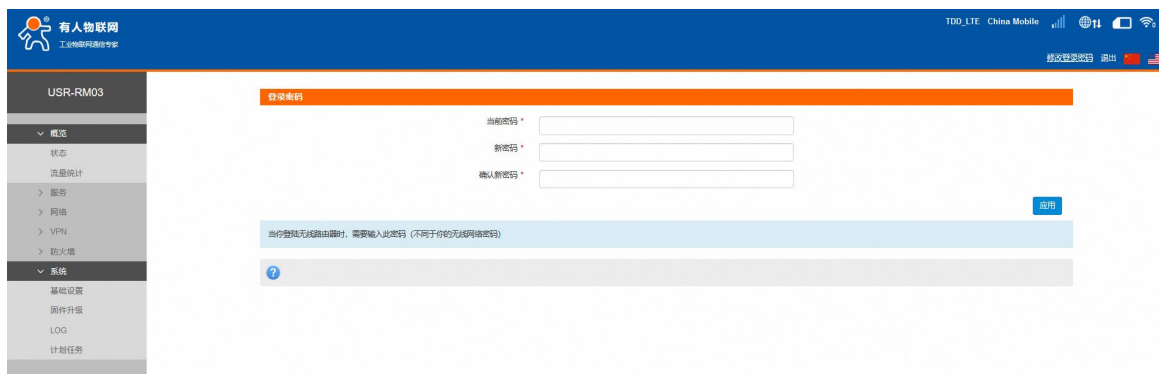 有人物联网
工业物联网通信专家
TDD_LTE China Mobile
修改登录密码 退出
USR-RM03
概览
状态
流量统计
服务
网络
VPN
防火墙
系统
基础设置
固件升级
LOG
计划任务
登录密码
当前密码 *
新密码 *
确认新密码 *
应用
当你登陆无线路由器时，需要输入此密码（不同于你的无线网络密码）